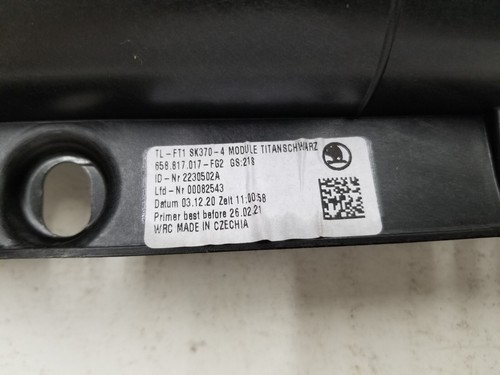 TL-FT1 SK370-4 MODULE TITANSCHWARZ
658.817.017-FG2 GS:218
ID-Nr 2230502A
Lfd-Nr 00082543
Datum 03.12.20 Zeit 11:00:58
Primer best before 26.02.21
WRC MADE IN CZECHIA